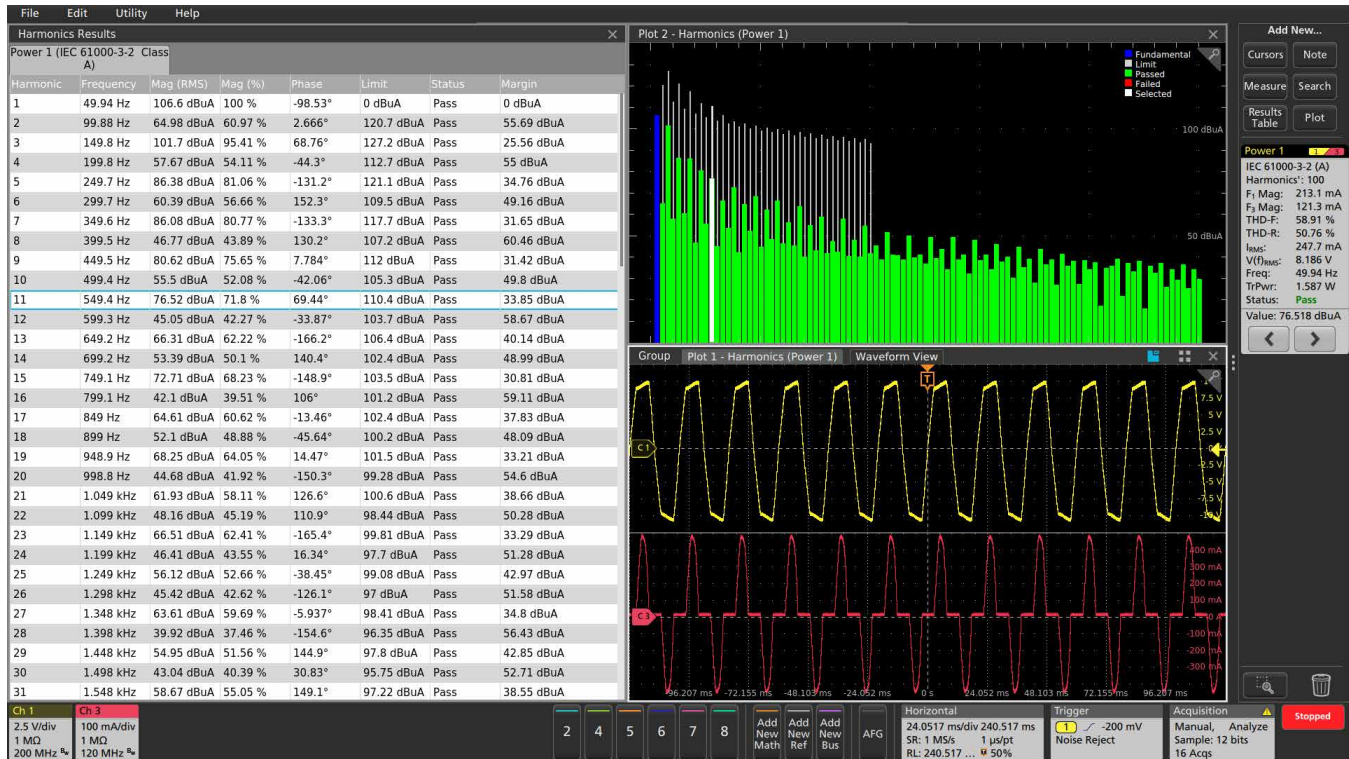 File Edit Utility Help
Harmonics Results
Power 1 (IEC 61000-3-2 Class
A)
Harmonic Frequency Mag (RMS) Mag (%) Phase Limit Status Margin
1 49.94 Hz 106.6 dBuA 100 % -98.53° 0 dBuA Pass 0 dBuA
2 99.88 Hz 64.98 dBuA 60.97 % 2.666° 120.7 dBuA Pass 55.69 dBuA
3 149.8 Hz 101.7 dBuA 95.41 % 68.76° 127.2 dBuA Pass 25.56 dBuA
4 199.8 Hz 57.67 dBuA 54.11 % -44.3° 112.7 dBuA Pass 55 dBuA
5 249.7 Hz 86.38 dBuA 81.06 % -131.2° 121.1 dBuA Pass 34.76 dBuA
6 299.7 Hz 60.39 dBuA 56.66 % 152.3° 109.5 dBuA Pass 49.16 dBuA
7 349.6 Hz 86.08 dBuA 80.77 % -133.3° 117.7 dBuA Pass 31.65 dBuA
8 399.5 Hz 46.77 dBuA 43.89 % 130.2° 107.2 dBuA Pass 60.46 dBuA
9 449.5 Hz 80.62 dBuA 75.65 % 7.784° 112 dBuA Pass 31.42 dBuA
10 499.4 Hz 55.5 dBuA 52.08 % -42.06° 105.3 dBuA Pass 49.8 dBuA
11 549.4 Hz 76.52 dBuA 71.8 % 69.44° 110.4 dBuA Pass 33.85 dBuA
12 599.3 Hz 45.05 dBuA 42.27 % -33.87° 103.7 dBuA Pass 58.67 dBuA
13 649.2 Hz 66.31 dBuA 62.22 % -166.2° 106.4 dBuA Pass 40.14 dBuA
14 699.2 Hz 53.39 dBuA 50.1 % 140.4° 102.4 dBuA Pass 48.99 dBuA
15 749.1 Hz 72.71 dBuA 68.23 % -148.9° 103.5 dBuA Pass 30.81 dBuA
16 799.1 Hz 42.1 dBuA 39.51 % 106° 101.2 dBuA Pass 59.11 dBuA
17 849 Hz 64.61 dBuA 60.62 % -13.46° 102.4 dBuA Pass 37.83 dBuA
18 899 Hz 52.1 dBuA 48.88 % -45.64° 100.2 dBuA Pass 48.09 dBuA
19 948.9 Hz 68.25 dBuA 64.05 % 14.47° 101.5 dBuA Pass 33.21 dBuA
20 998.8 Hz 44.68 dBuA 41.92 % -150.3° 99.28 dBuA Pass 54.6 dBuA
21 1.049 kHz 61.93 dBuA 58.11 % 126.6° 100.6 dBuA Pass 38.66 dBuA
22 1.099 kHz 48.16 dBuA 45.19 % 110.9° 98.44 dBuA Pass 50.28 dBuA
23 1.149 kHz 66.51 dBuA 62.41 % -165.4° 99.81 dBuA Pass 33.29 dBuA
24 1.199 kHz 46.41 dBuA 43.55 % 16.34° 97.7 dBuA Pass 51.28 dBuA
25 1.249 kHz 56.12 dBuA 52.66 % -38.45° 99.08 dBuA Pass 42.97 dBuA
26 1.298 kHz 45.42 dBuA 42.62 % -126.1° 97 dBuA Pass 51.58 dBuA
27 1.348 kHz 63.61 dBuA 59.69 % -5.937° 98.41 dBuA Pass 34.8 dBuA
28 1.398 kHz 39.92 dBuA 37.46 % -154.6° 96.35 dBuA Pass 56.43 dBuA
29 1.448 kHz 54.95 dBuA 51.56 % 144.9° 97.8 dBuA Pass 42.85 dBuA
30 1.498 kHz 43.04 dBuA 40.39 % 30.83° 95.75 dBuA Pass 52.71 dBuA
31 1.548 kHz 58.67 dBuA 55.05 % 149.1° 97.22 dBuA Pass 38.55 dBuA
Plot 2 - Harmonics (Power 1)
Fundamental
Limit
Passed
Failed
Selected
100 dBuA
50 dBuA
Group Plot 1 - Harmonics (Power 1) Waveform View
T
7.5 V
5 V
2.5 V
C 1
-2.5 V
-5 V
-7.5 V
400 mA
300 mA
200 mA
100 mA
C 3
0 A
-100 mA
-200 mA
-300 mA
-96.207 ms -72.155 ms -48.103 ms -24.052 ms 0 s 24.052 ms 48.103 ms 72.155 ms 96.207 ms
Add New...
Cursors Note
Measure Search
Results
Table
Plot
Power 1 1 3
IEC 61000-3-2 (A)
Harmonics': 100
F₁ Mag: 213.1 mA
F₃ Mag: 121.3 mA
THD-F: 58.91 %
THD-R: 50.76 %
IRMS: 247.7 mA
V(f)RMS: 8.186 V
Freq: 49.94 Hz
TrPwr: 1.587 W
Status: Pass
Value: 76.518 dBuA
Ch 1
2.5 V/div
1 MΩ
200 MHz
Ch 3
100 mA/div
1 MΩ
120 MHz
2 4 5 6 7 8
Add
New
Math
Add
New
Ref
Add
New
Bus
AFG
Horizontal
24.0517 ms/div 240.517 ms
SR: 1 MS/s 1 µs/pt
RL: 240.517 ... 50%
Trigger
1 -200 mV
Noise Reject
Acquisition
Manual, Analyze
Sample: 12 bits
16 Acqs
Stopped